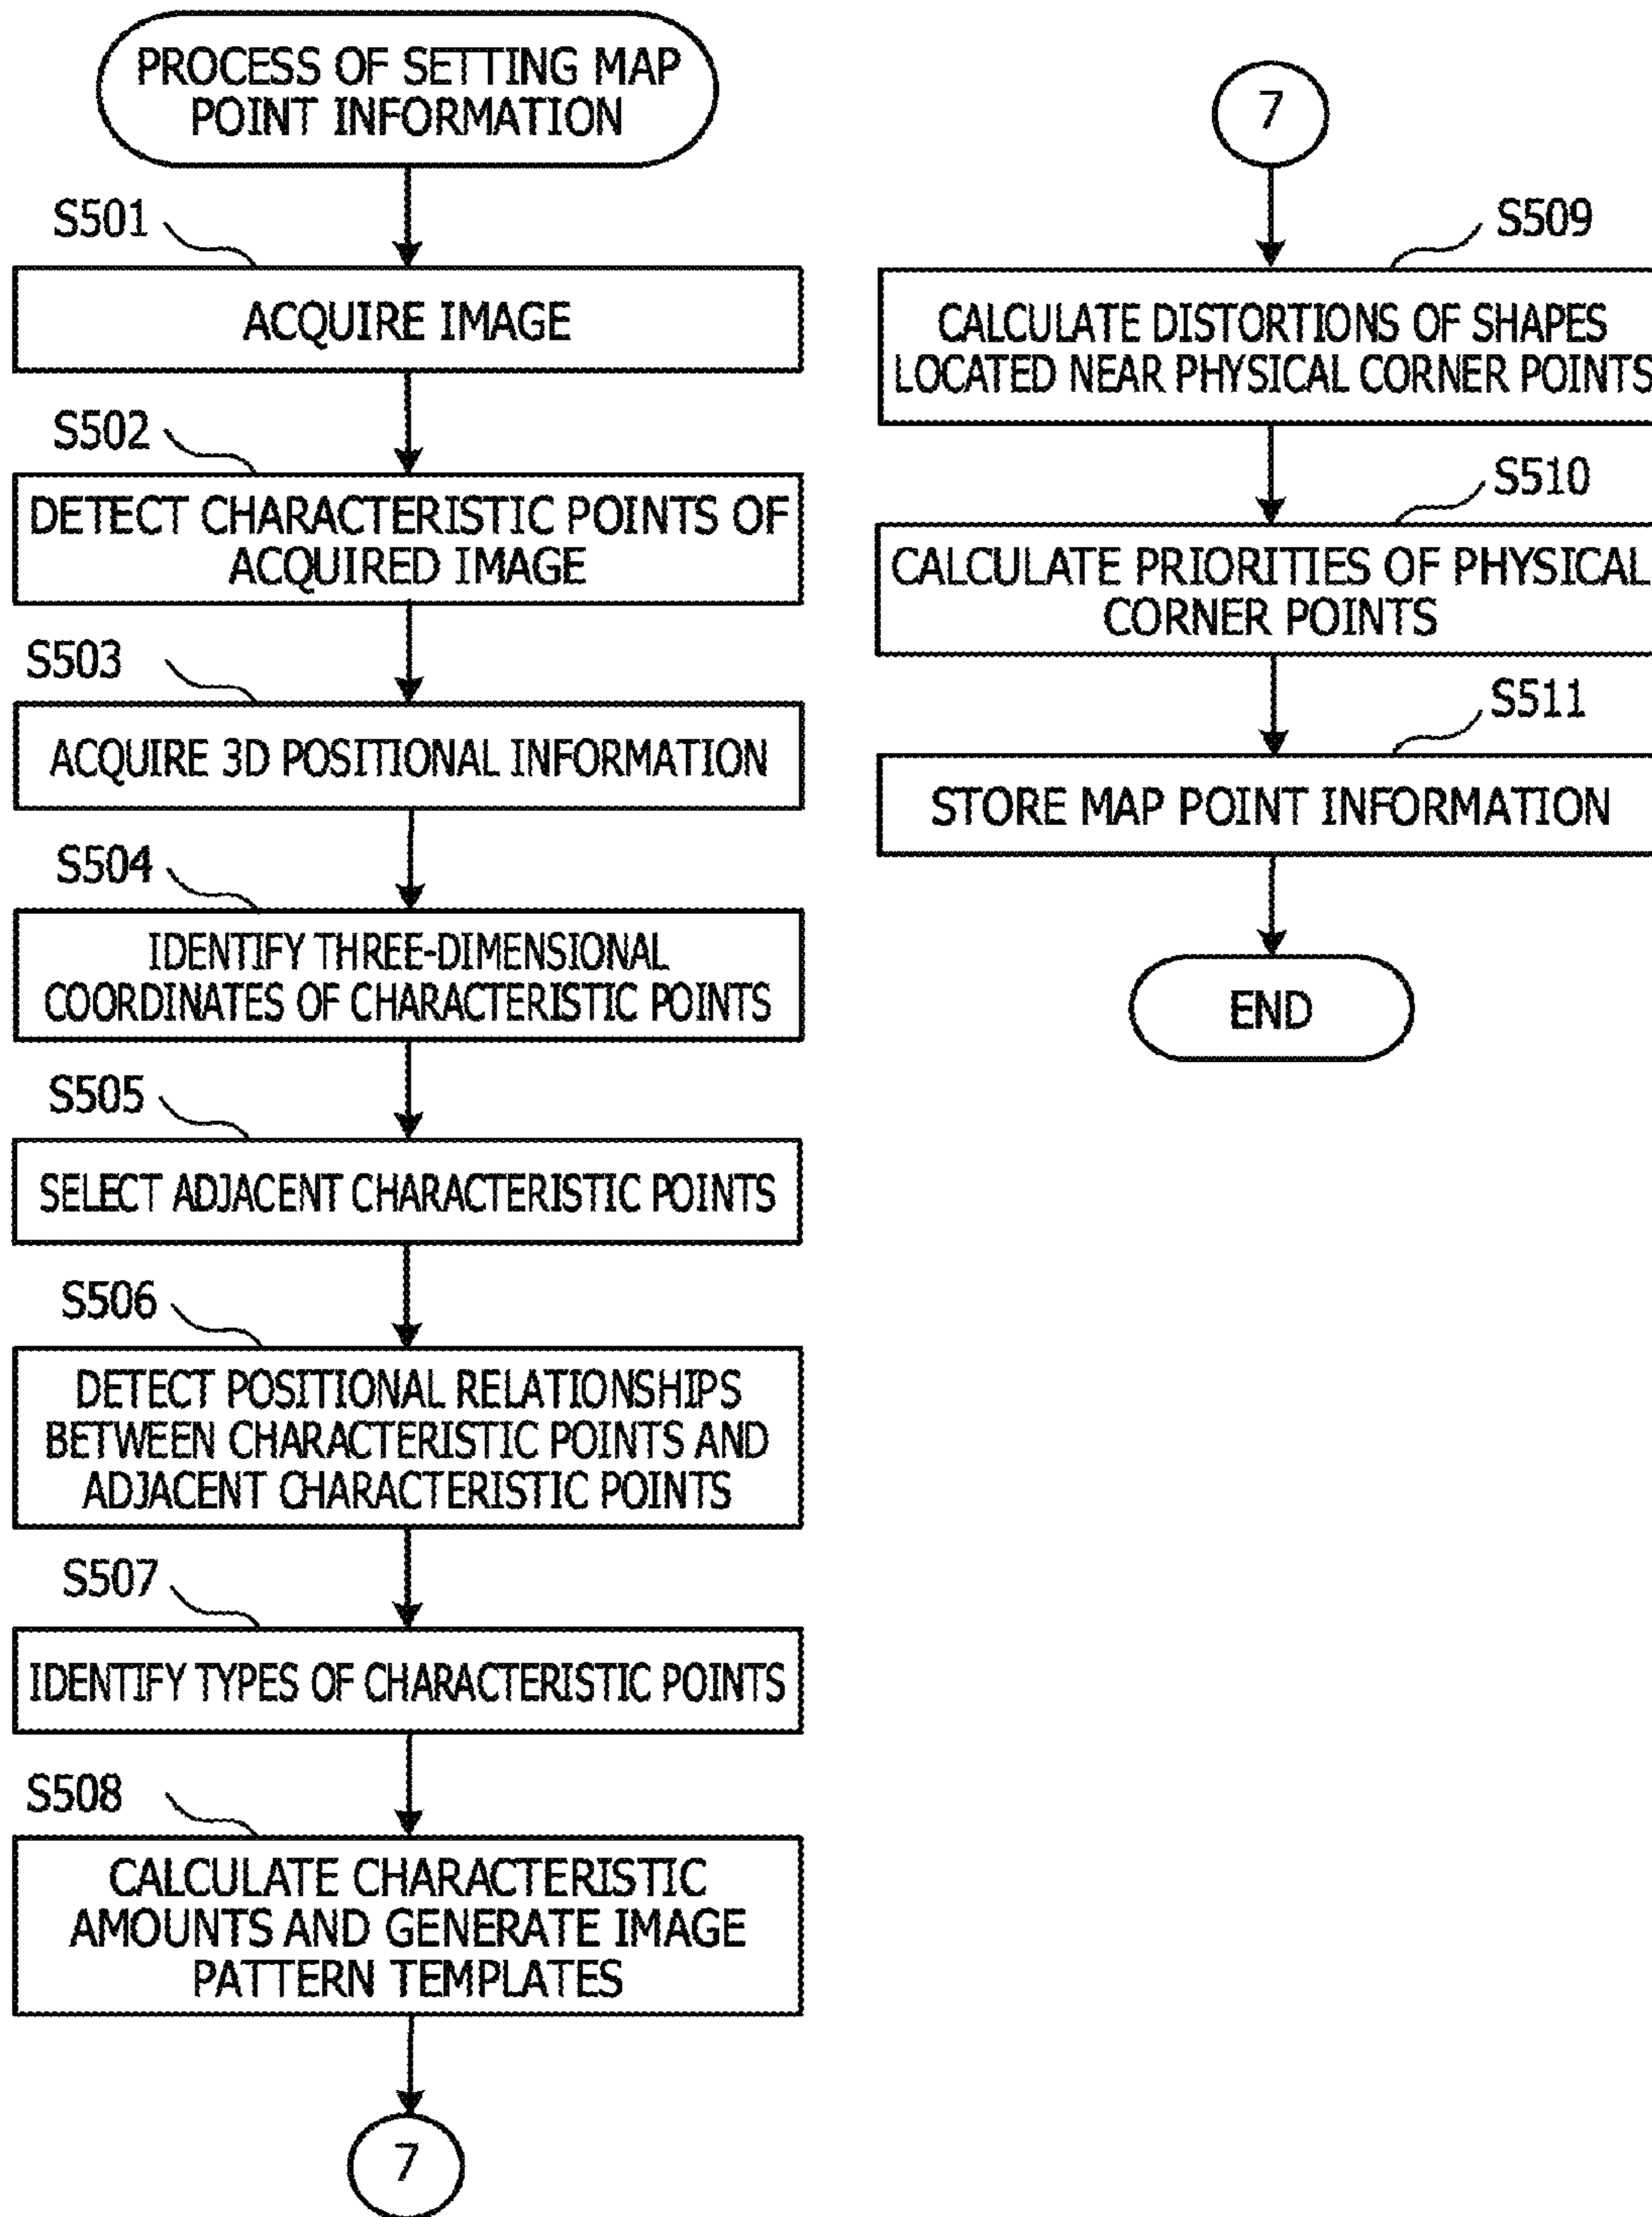 PROCESS OF SETTING MAP
POINT INFORMATION
S501
ACQUIRE IMAGE
S502
DETECT CHARACTERISTIC POINTS OF
ACQUIRED IMAGE
S503
ACQUIRE 3D POSITIONAL INFORMATION
S504
IDENTIFY THREE-DIMENSIONAL
COORDINATES OF CHARACTERISTIC POINTS
S505
SELECT ADJACENT CHARACTERISTIC POINTS
S506
DETECT POSITIONAL RELATIONSHIPS
BETWEEN CHARACTERISTIC POINTS AND
ADJACENT CHARACTERISTIC POINTS
S507
IDENTIFY TYPES OF CHARACTERISTIC POINTS
S508
CALCULATE CHARACTERISTIC
AMOUNTS AND GENERATE IMAGE
PATTERN TEMPLATES
7
7
S509
CALCULATE DISTORTIONS OF SHAPES
LOCATED NEAR PHYSICAL CORNER POINTS
S510
CALCULATE PRIORITIES OF PHYSICAL
CORNER POINTS
S511
STORE MAP POINT INFORMATION
END